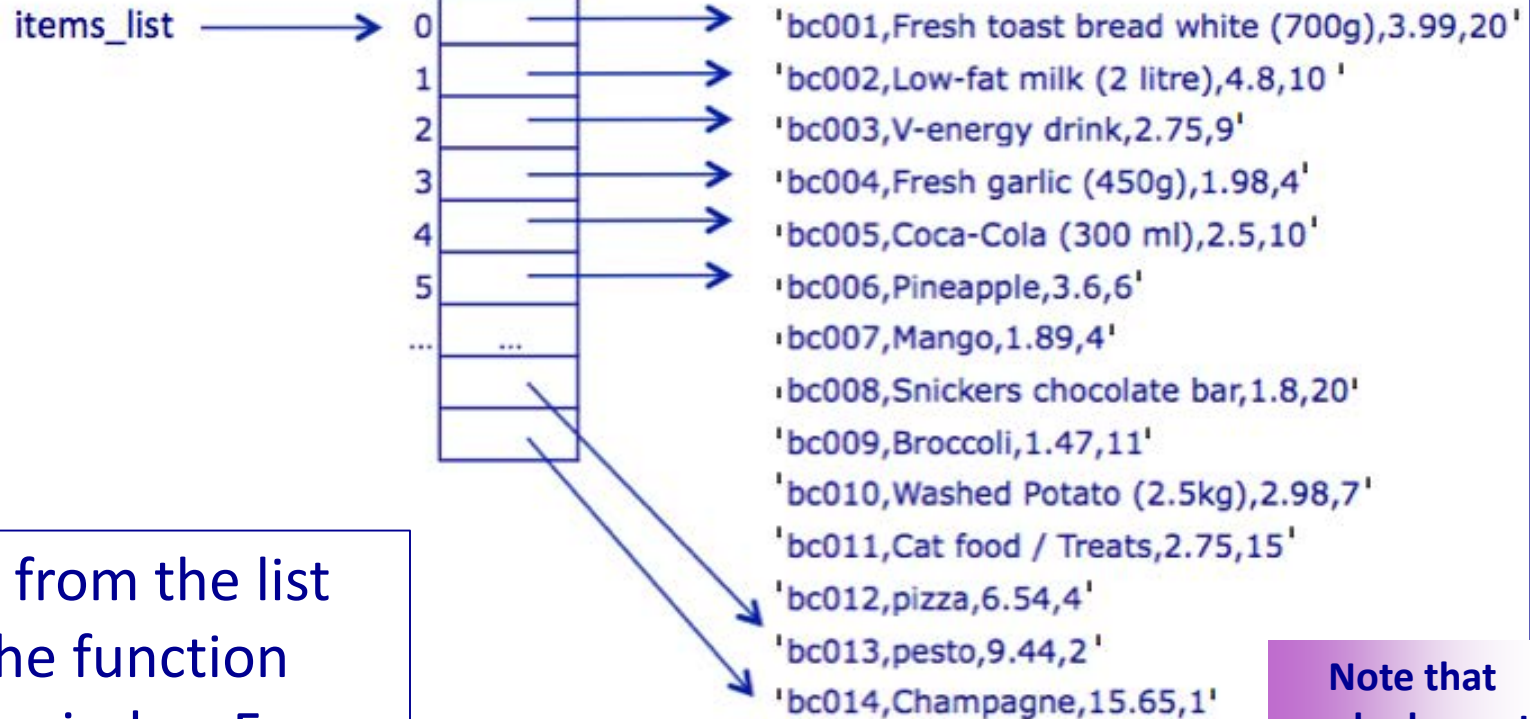 items_list
0
'bc001,Fresh toast bread white (700g),3.99,20'
1
'bc002,Low-fat milk (2 litre),4.8,10 '
2
'bc003,V-energy drink,2.75,9'
3
'bc004,Fresh garlic (450g),1.98,4'
4
'bc005,Coca-Cola (300 ml),2.5,10'
5
'bc006,Pineapple,3.6,6'
... ...
'bc007,Mango,1.89,4'
'bc008,Snickers chocolate bar,1.8,20'
'bc009,Broccoli,1.47,11'
'bc010,Washed Potato (2.5kg),2.98,7'
'bc011,Cat food / Treats,2.75,15'
'bc012,pizza,6.54,4'
'bc013,pesto,9.44,2'
'bc014,Champagne,15.65,1'
from the list
function
Note that